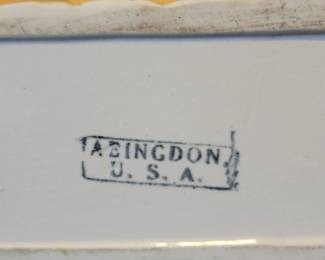 ABINGDON,
U. S. A.